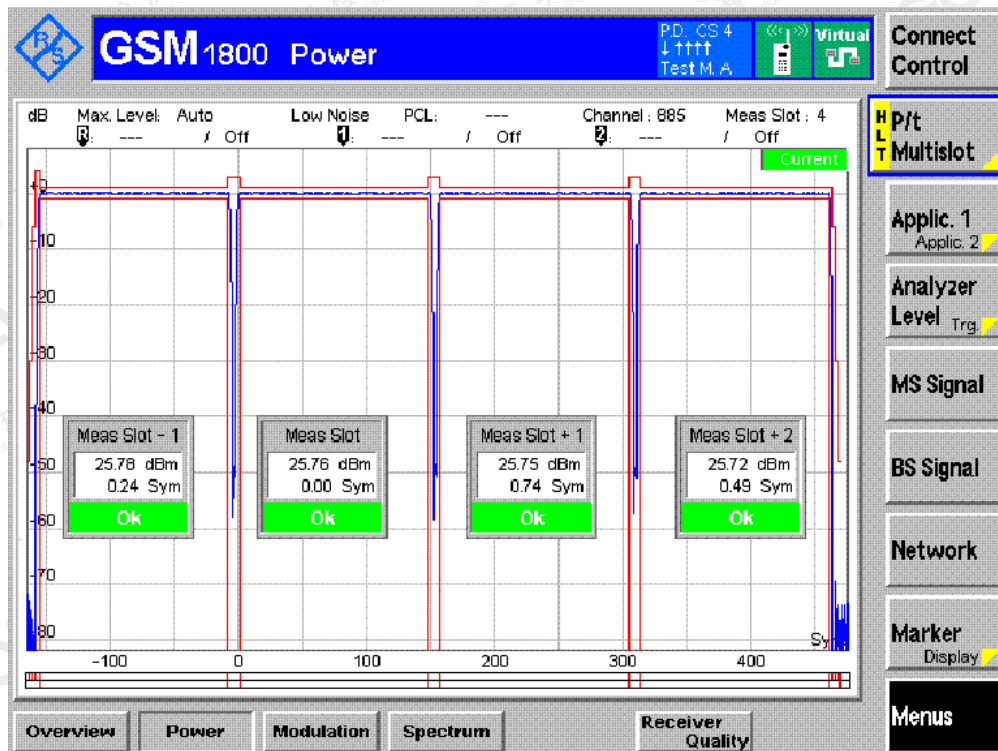 R/S
GSM 1800 Power
P.D. CS 4
↓ ↑↑↑↑
Test M. A
Virtual
Connect
Control
dB Max. Level: Auto Low Noise PCL: --- Channel : 885 Meas Slot : 4
R: --- / Off 1: --- / Off 2: --- / Off
Current
HLT
P/t
Multislot
Applic. 1
Applic. 2
Analyzer
Level Trg.
MS Signal
BS Signal
Network
Marker
Display
Menus
+0
-10
-20
-30
-40
-50
-60
-70
-80
Meas Slot - 1
25.78 dBm
0.24 Sym
Ok
Meas Slot
25.76 dBm
0.00 Sym
Ok
Meas Slot + 1
25.75 dBm
0.74 Sym
Ok
Meas Slot + 2
25.72 dBm
0.49 Sym
Ok
-100 0 100 200 300 400
Overview Power Modulation Spectrum Receiver Quality